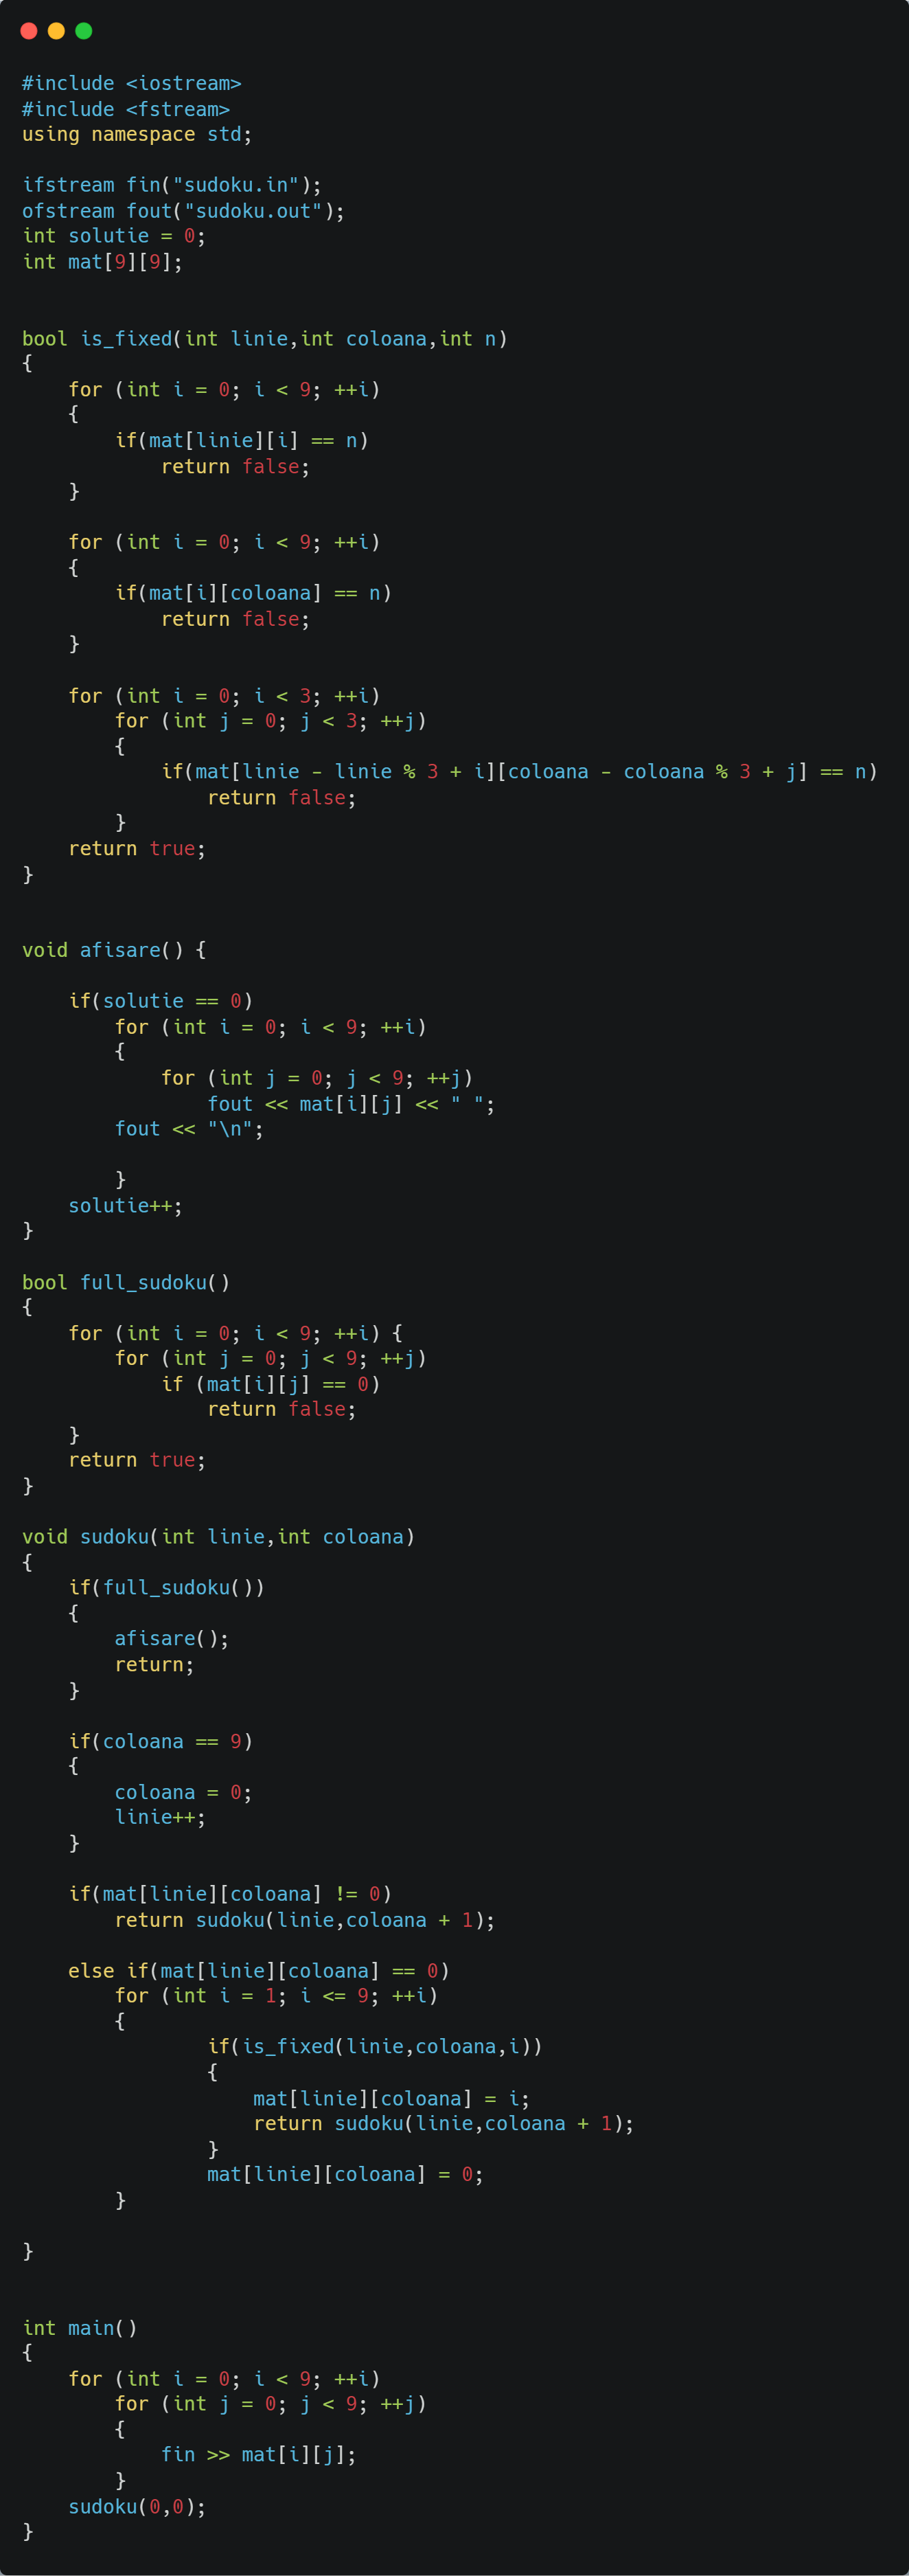 #include <iostream>
#include <fstream>
using namespace std;

ifstream fin("sudoku.in");
ofstream fout("sudoku.out");
int solutie = 0;
int mat[9][9];


bool is_fixed(int linie,int coloana,int n)
{
    for (int i = 0; i < 9; ++i)
    {
        if(mat[linie][i] == n)
            return false;
    }

    for (int i = 0; i < 9; ++i)
    {
        if(mat[i][coloana] == n)
            return false;
    }

    for (int i = 0; i < 3; ++i)
        for (int j = 0; j < 3; ++j)
        {
            if(mat[linie - linie % 3 + i][coloana - coloana % 3 + j] == n)
                return false;
        }
    return true;
}


void afisare() {

    if(solutie == 0)
        for (int i = 0; i < 9; ++i)
        {
            for (int j = 0; j < 9; ++j)
                fout << mat[i][j] << " ";
        fout << "\n";

        }
    solutie++;
}

bool full_sudoku()
{
    for (int i = 0; i < 9; ++i) {
        for (int j = 0; j < 9; ++j)
            if (mat[i][j] == 0)
                return false;
    }
    return true;
}

void sudoku(int linie,int coloana)
{
    if(full_sudoku())
    {
        afisare();
        return;
    }

    if(coloana == 9)
    {
        coloana = 0;
        linie++;
    }

    if(mat[linie][coloana] != 0)
        return sudoku(linie,coloana + 1);

    else if(mat[linie][coloana] == 0)
        for (int i = 1; i <= 9; ++i)
        {
                if(is_fixed(linie,coloana,i))
                {
                    mat[linie][coloana] = i;
                    return sudoku(linie,coloana + 1);
                }
                mat[linie][coloana] = 0;
        }

}


int main()
{
    for (int i = 0; i < 9; ++i)
        for (int j = 0; j < 9; ++j)
        {
            fin >> mat[i][j];
        }
    sudoku(0,0);
}